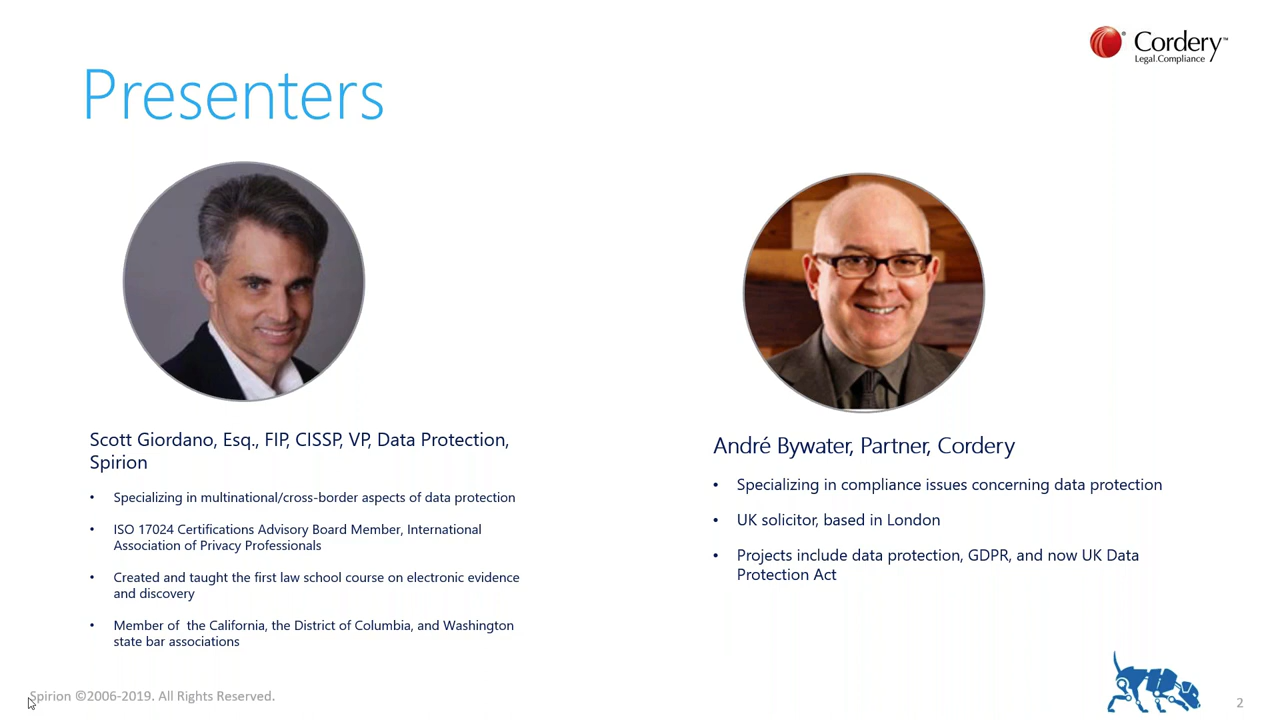 Cordery™
Legal.Compliance
Presenters
Scott Giordano, Esq., FIP, CISSP, VP, Data Protection,
Spirion
• Specializing in multinational/cross-border aspects of data protection
• ISO 17024 Certifications Advisory Board Member, International
Association of Privacy Professionals
• Created and taught the first law school course on electronic evidence
and discovery
• Member of  the California, the District of Columbia, and Washington
state bar associations
André Bywater, Partner, Cordery
• Specializing in compliance issues concerning data protection
• UK solicitor, based in London
• Projects include data protection, GDPR, and now UK Data
Protection Act
Spirion ©2006-2019. All Rights Reserved.
2